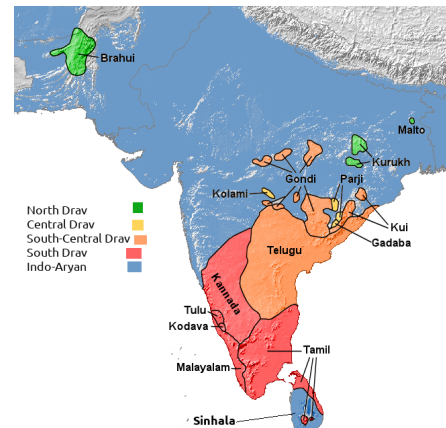 Brahui
Malto
Kurukh
Gondi
Parji
Kolami
Kui
Gadaba
Telugu
Kannada
Tulu
Kodava
Malayalam
Tamil
Sinhala
North Drav
Central Drav
South-Central Drav
South Drav
Indo-Aryan